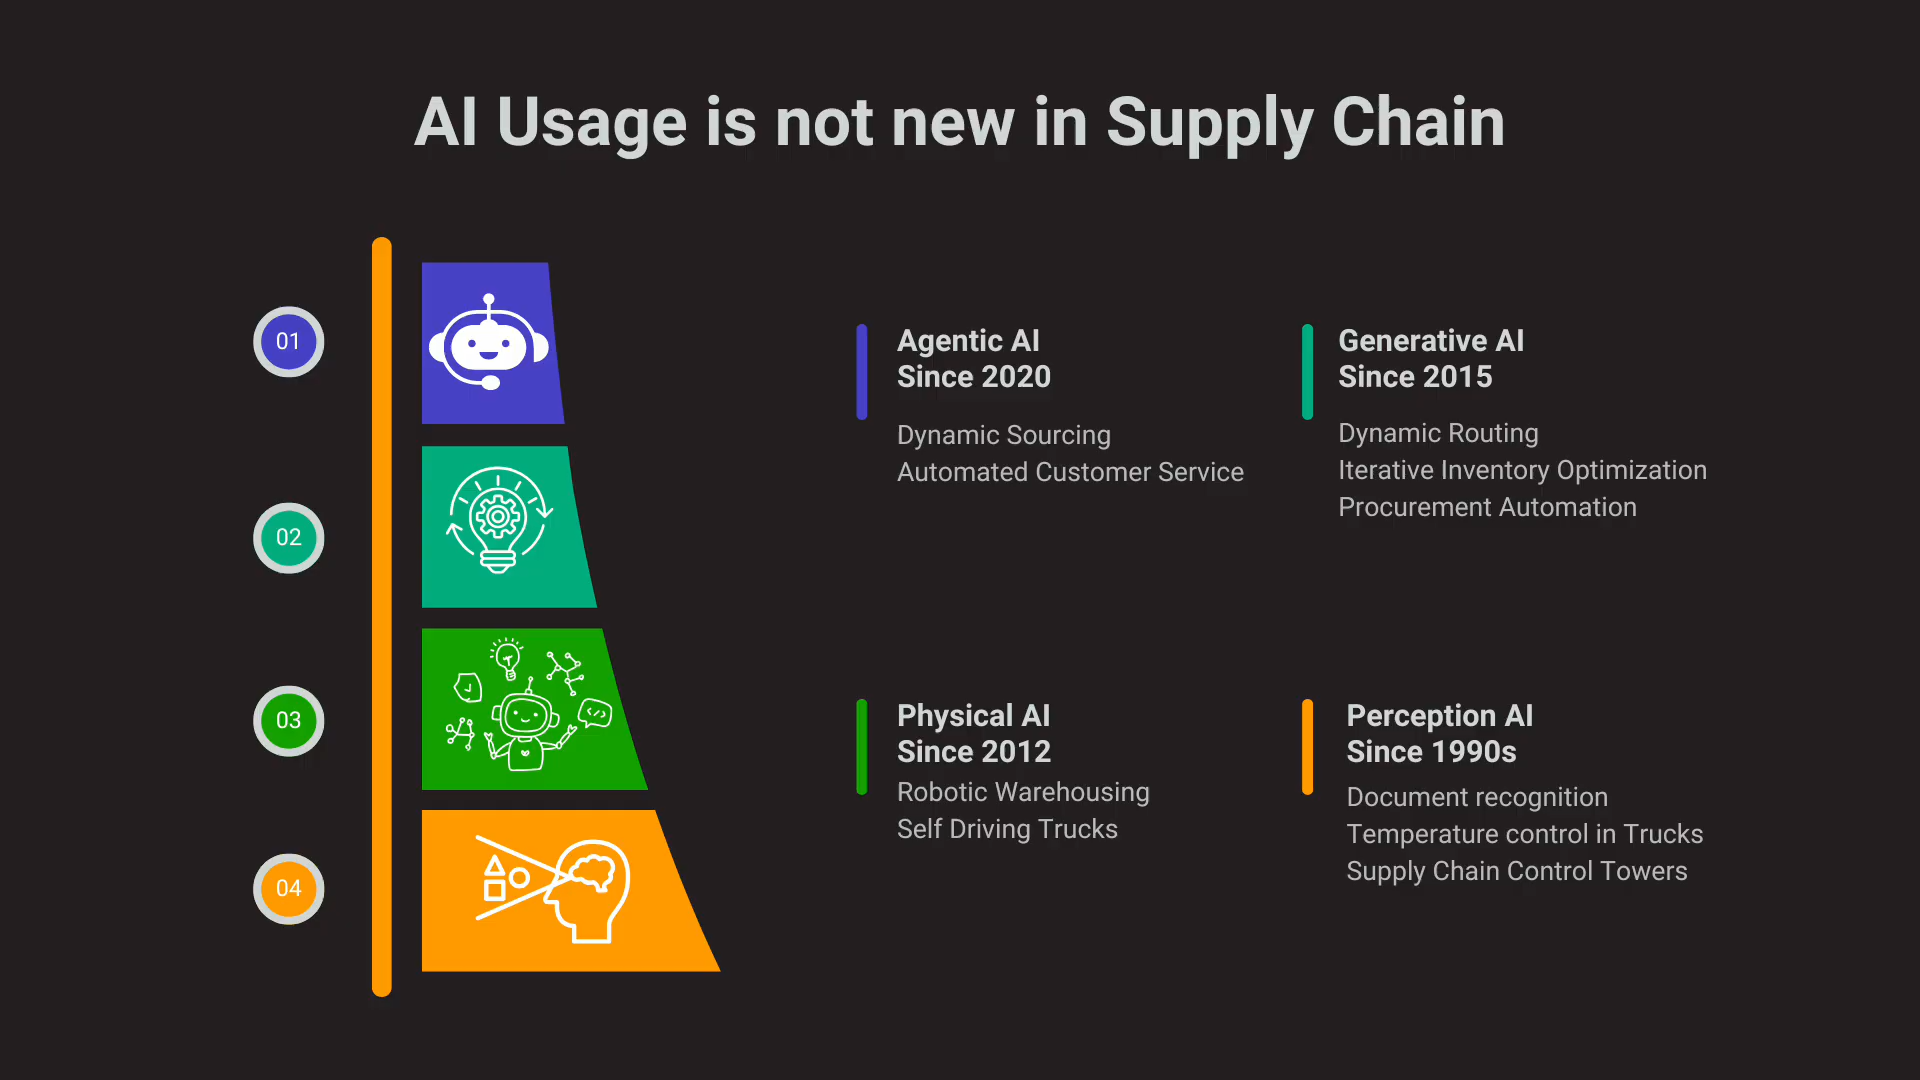 AI Usage is not new in Supply Chain
01
02
03
04
Agentic AI
Since 2020
Dynamic Sourcing
Automated Customer Service
Generative AI
Since 2015
Dynamic Routing
Iterative Inventory Optimization
Procurement Automation
Physical AI
Since 2012
Robotic Warehousing
Self Driving Trucks
Perception AI
Since 1990s
Document recognition
Temperature control in Trucks
Supply Chain Control Towers